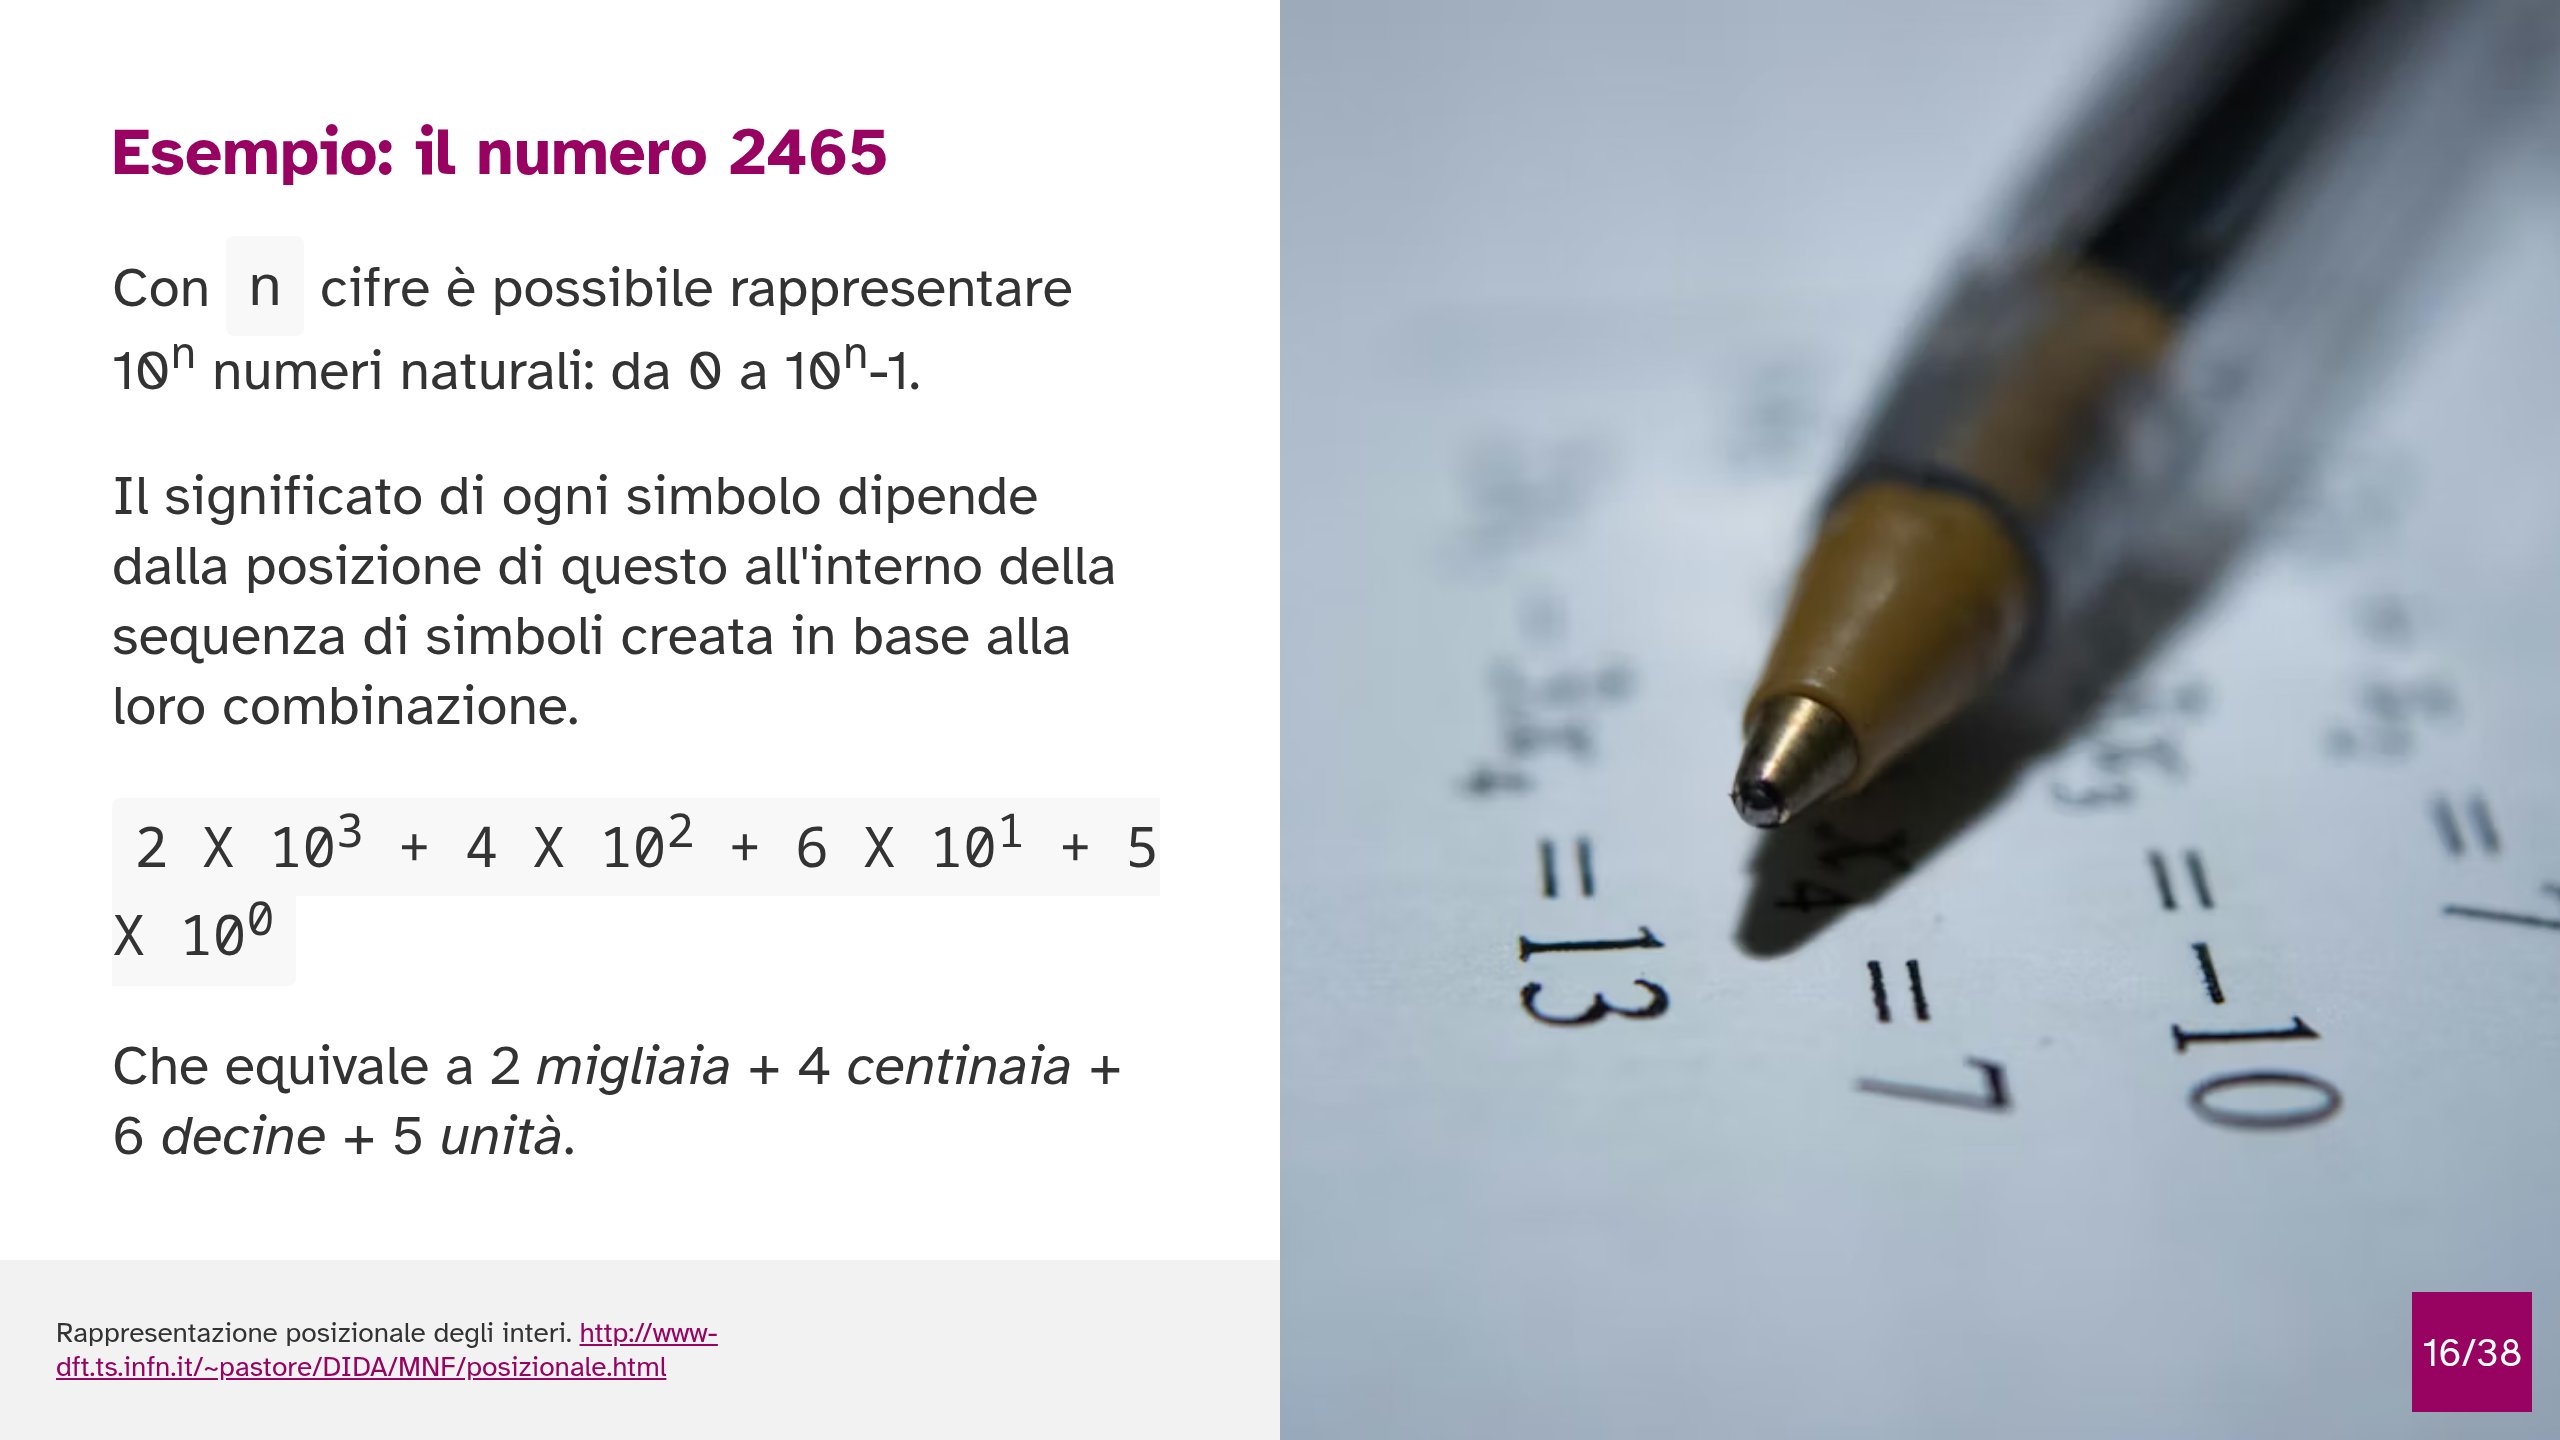 Esempio: il numero 2465
Con n cifre è possibile rappresentare
10ⁿ numeri naturali: da 0 a 10ⁿ-1.
Il significato di ogni simbolo dipende
dalla posizione di questo all'interno della
sequenza di simboli creata in base alla
loro combinazione.
2 X 10³ + 4 X 10² + 6 X 10¹ + 5
X 10⁰
Che equivale a 2 migliaia + 4 centinaia +
6 decine + 5 unità.
Rappresentazione posizionale degli interi. http://www-
dft.ts.infn.it/~pastore/DIDA/MNF/posizionale.html
= 13
= 7
= -10
=
16/38